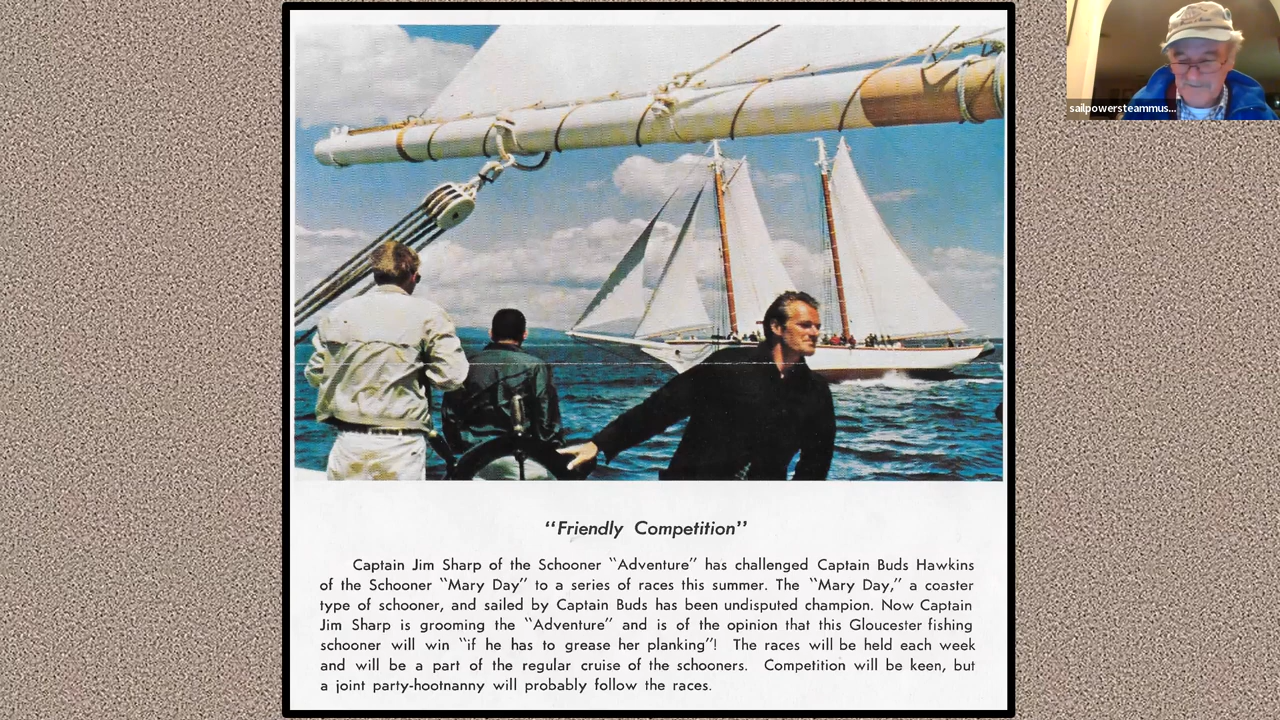 sailpowersteammus...
"Friendly Competition"
Captain Jim Sharp of the Schooner "Adventure" has challenged Captain Buds Hawkins
of the Schooner "Mary Day" to a series of races this summer. The "Mary Day," a coaster
type of schooner, and sailed by Captain Buds has been undisputed champion. Now Captain
Jim Sharp is grooming the "Adventure" and is of the opinion that this Gloucester fishing
schooner will win "if he has to grease her planking"! The races will be held each week
and will be a part of the regular cruise of the schooners. Competition will be keen, but
a joint party-hootnanny will probably follow the races.